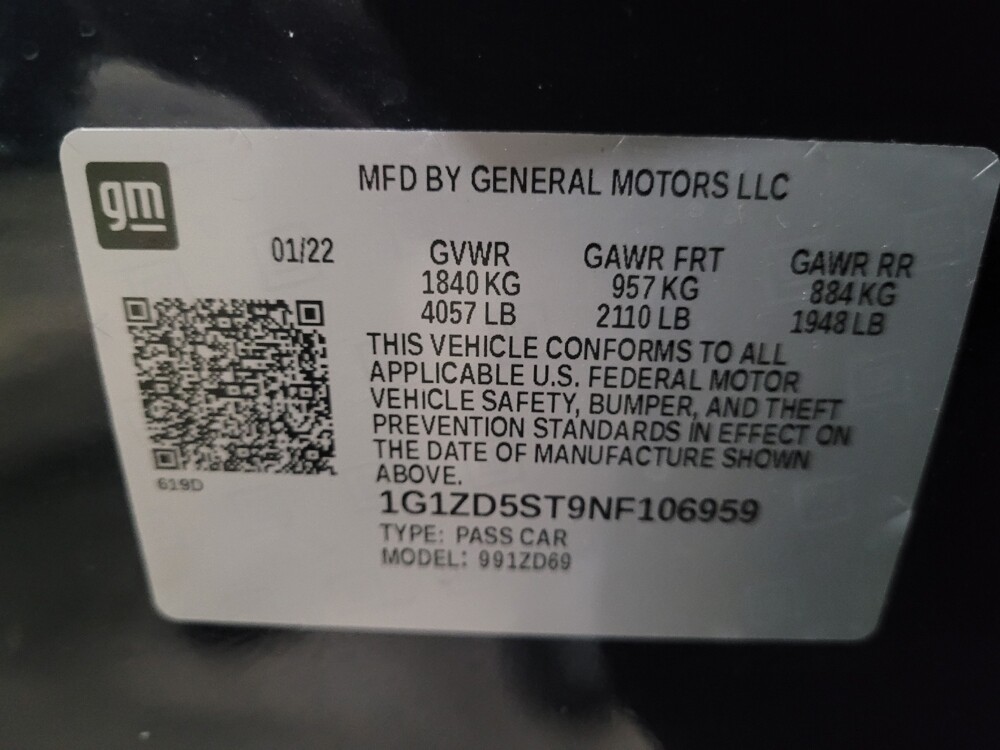 gm
MFD BY GENERAL MOTORS LLC
01/22 GVWR GAWR FRT GAWR RR
1840 KG 957 KG 884 KG
4057 LB 2110 LB 1948 LB
THIS VEHICLE CONFORMS TO ALL
APPLICABLE U.S. FEDERAL MOTOR
VEHICLE SAFETY, BUMPER, AND THEFT
PREVENTION STANDARDS IN EFFECT ON
THE DATE OF MANUFACTURE SHOWN
ABOVE.
619D
1G1ZD5ST9NF106959
TYPE: PASS CAR
MODEL: 991ZD69